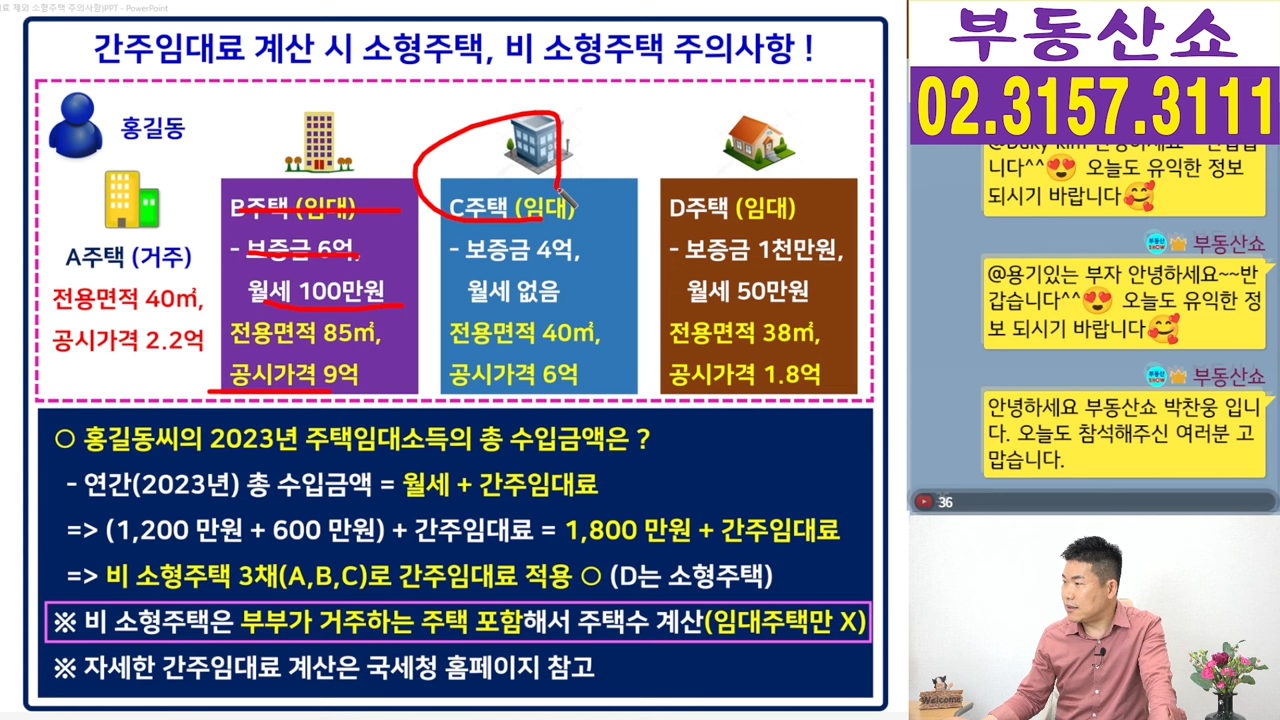 료 제외 소형주택 주의사항)PPT - PowerPoint
간주임대료 계산 시 소형주택, 비 소형주택 주의사항 !
홍길동
A주택 (거주)
전용면적 40㎡,
공시가격 2.2억
B주택 (임대)
- 보증금 6억,
월세 100만원
전용면적 85㎡,
공시가격 9억
C주택 (임대)
- 보증금 4억,
월세 없음
전용면적 40㎡,
공시가격 6억
D주택 (임대)
- 보증금 1천만원,
월세 50만원
전용면적 38㎡,
공시가격 1.8억
○ 홍길동씨의 2023년 주택임대소득의 총 수입금액은 ?
- 연간(2023년) 총 수입금액 = 월세 + 간주임대료
=> (1,200 만원 + 600 만원) + 간주임대료 = 1,800 만원 + 간주임대료
=> 비 소형주택 3채(A,B,C)로 간주임대료 적용 ○ (D는 소형주택)
※ 비 소형주택은 부부가 거주하는 주택 포함해서 주택수 계산(임대주택만 X)
※ 자세한 간주임대료 계산은 국세청 홈페이지 참고
부동산쇼
02.3157.3111
니다^^😍 오늘도 유익한 정보
되시기 바랍니다🥰
부동산쇼
@용기있는 부자 안녕하세요~~반
갑습니다^^😍 오늘도 유익한 정
보 되시기 바랍니다🥰
부동산쇼
안녕하세요 부동산쇼 박찬웅 입니
다. 오늘도 참석해주신 여러분 고
맙습니다.
36
Welcome